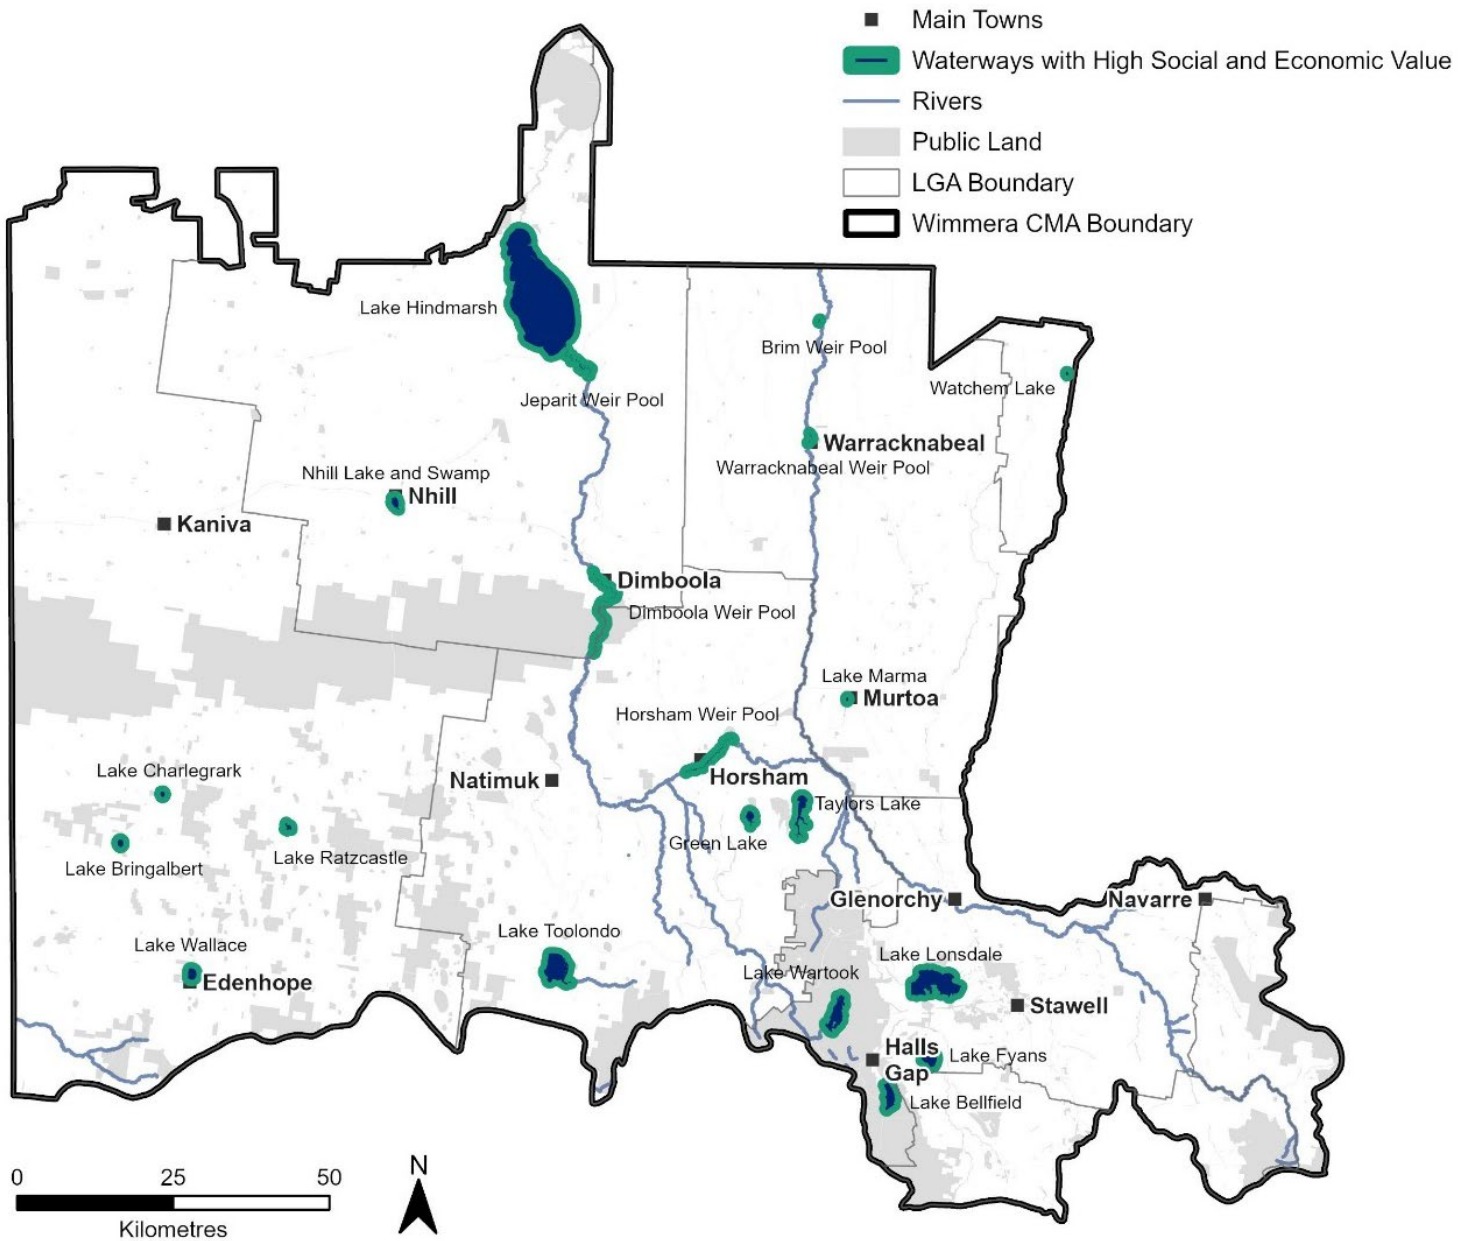 Main Towns
Waterways with High Social and Economic Value
Rivers
Public Land
LGA Boundary
Wimmera CMA Boundary
Lake Hindmarsh
Brim Weir Pool
Watchem Lake
Jeparit Weir Pool
Warracknabeal
Warracknabeal Weir Pool
Nhill Lake and Swamp
Nhill
Kaniva
Dimboola
Dimboola Weir Pool
Lake Marma
Murtoa
Horsham Weir Pool
Lake Charlegrark
Natimuk
Horsham
Taylors Lake
Green Lake
Lake Ratzcastle
Lake Bringalbert
Glenorchy
Navarre
Lake Toolondo
Lake Wallace
Lake Lonsdale
Lake Wartook
Edenhope
Stawell
Halls
Gap
Lake Fyans
Lake Bellfield
N
0 25 50
Kilometres